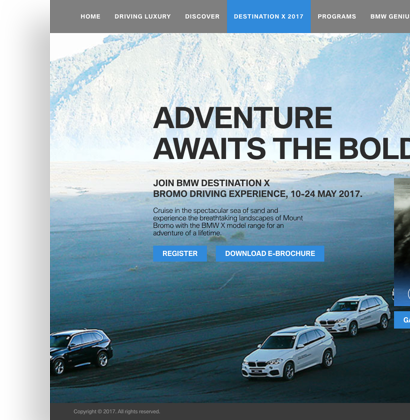 HOME DRIVING LUXURY DISCOVER DESTINATION X 2017 PROGRAMS BMW GENIU
ADVENTURE
AWAITS THE BOLD
JOIN BMW DESTINATION X
BROMO DRIVING EXPERIENCE, 10-24 MAY 2017.
Cruise in the spectacular sea of sand and
experience the breathtaking landscapes of Mount
Bromo with the BMW X model range for an
adventure of a lifetime.
REGISTER DOWNLOAD E-BROCHURE
GA
Copyright © 2017. All rights reserved.